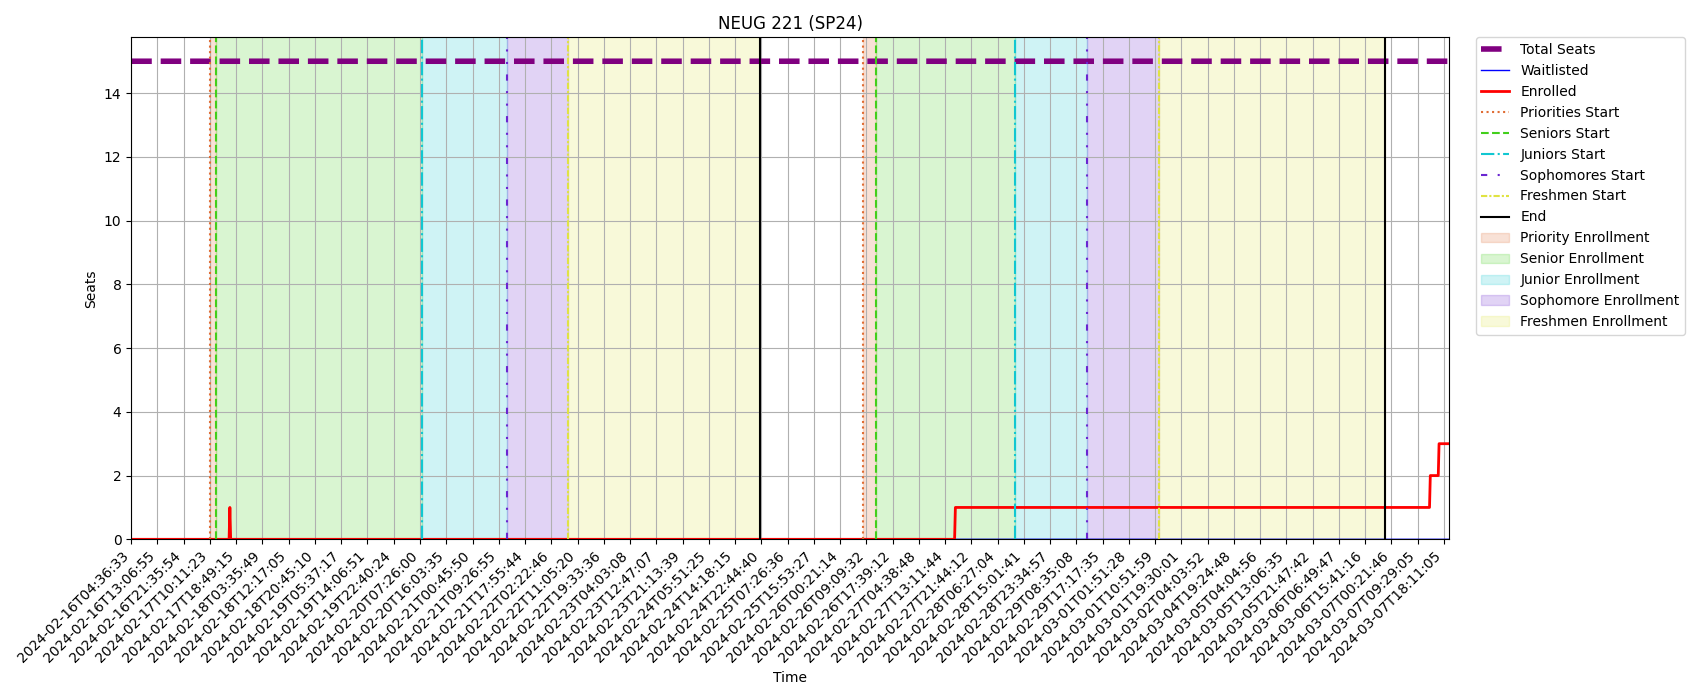 NEUG 221 (SP24)
Seats
14
12
10
8
6
4
2
0
2024-02-16T04:36:33
2024-02-16T13:06:55
2024-02-16T21:35:54
2024-02-17T10:11:23
2024-02-17T18:49:15
2024-02-18T03:35:49
2024-02-18T12:17:05
2024-02-18T20:45:10
2024-02-19T05:37:17
2024-02-19T14:06:51
2024-02-19T22:40:24
2024-02-20T07:26:00
2024-02-20T16:03:35
2024-02-21T00:45:50
2024-02-21T09:26:55
2024-02-21T17:55:44
2024-02-22T02:22:46
2024-02-22T11:05:20
2024-02-22T19:33:36
2024-02-23T04:03:08
2024-02-23T12:47:07
2024-02-23T21:13:39
2024-02-24T05:51:25
2024-02-24T14:18:15
2024-02-24T22:44:40
2024-02-25T07:26:36
2024-02-25T15:53:27
2024-02-26T00:21:14
2024-02-26T09:09:32
2024-02-26T17:39:12
2024-02-27T04:38:48
2024-02-27T13:11:44
2024-02-27T21:44:12
2024-02-28T06:27:04
2024-02-28T15:01:41
2024-02-28T23:34:57
2024-02-29T08:35:08
2024-02-29T17:17:35
2024-03-01T01:51:28
2024-03-01T10:51:59
2024-03-01T19:30:01
2024-03-02T04:03:52
2024-03-04T19:24:48
2024-03-05T04:04:56
2024-03-05T13:06:35
2024-03-05T21:47:42
2024-03-06T06:49:47
2024-03-06T15:41:16
2024-03-07T00:21:46
2024-03-07T09:29:05
2024-03-07T18:11:05
Time
Total Seats
Waitlisted
Enrolled
Priorities Start
Seniors Start
Juniors Start
Sophomores Start
Freshmen Start
End
Priority Enrollment
Senior Enrollment
Junior Enrollment
Sophomore Enrollment
Freshmen Enrollment